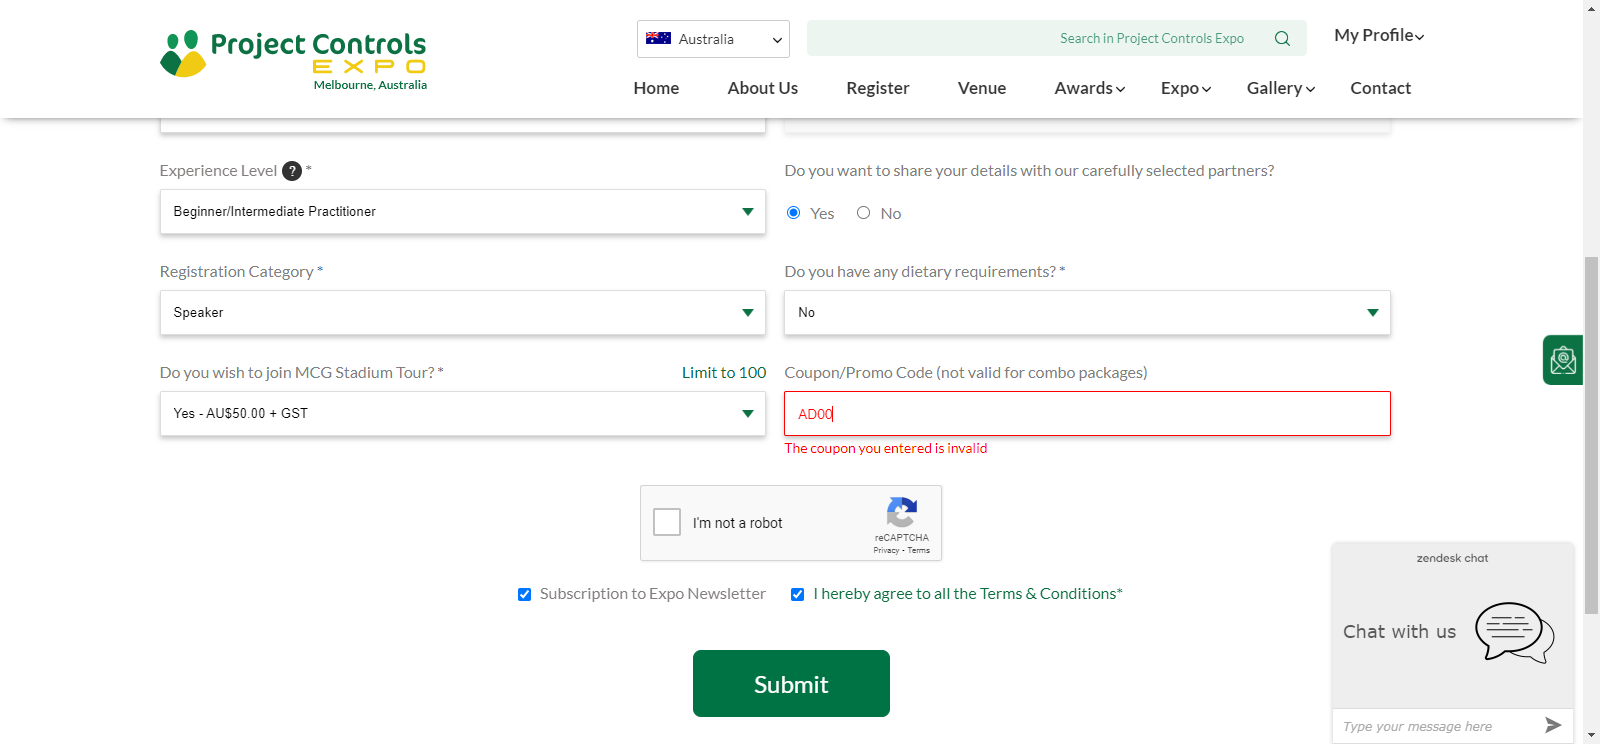 Project Controls
EXPO
Melbourne, Australia
Australia
Search in Project Controls Expo
My Profile
Home
About Us
Register
Venue
Awards
Expo
Gallery
Contact
Experience Level ? *
Do you want to share your details with our carefully selected partners?
Beginner/Intermediate Practitioner
Yes
No
Registration Category *
Do you have any dietary requirements? *
Speaker
No
Do you wish to join MCG Stadium Tour? *
Limit to 100
Coupon/Promo Code (not valid for combo packages)
Yes - AU$50.00 + GST
AD00
The coupon you entered is invalid
I'm not a robot
reCAPTCHA
Privacy - Terms
Subscription to Expo Newsletter
I hereby agree to all the Terms & Conditions*
Submit
zendesk chat
Chat with us
Type your message here